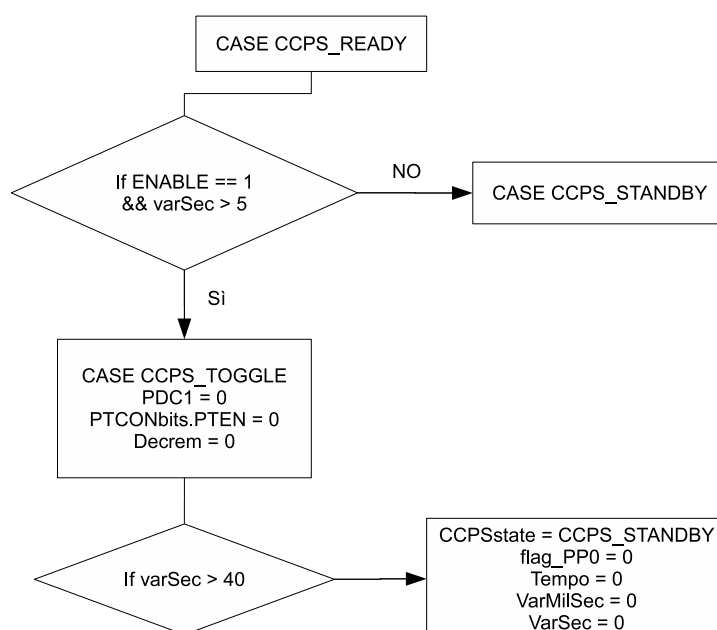 CASE CCPS_READY
If ENABLE == 1
&& varSec > 5
NO
CASE CCPS_STANDBY
Sì
CASE CCPS_TOGGLE
PDC1 = 0
PTCONbits.PTEN = 0
Decrem = 0
If varSec > 40
CCPSstate = CCPS_STANDBY
flag_PP0 = 0
Tempo = 0
VarMilSec = 0
VarSec = 0